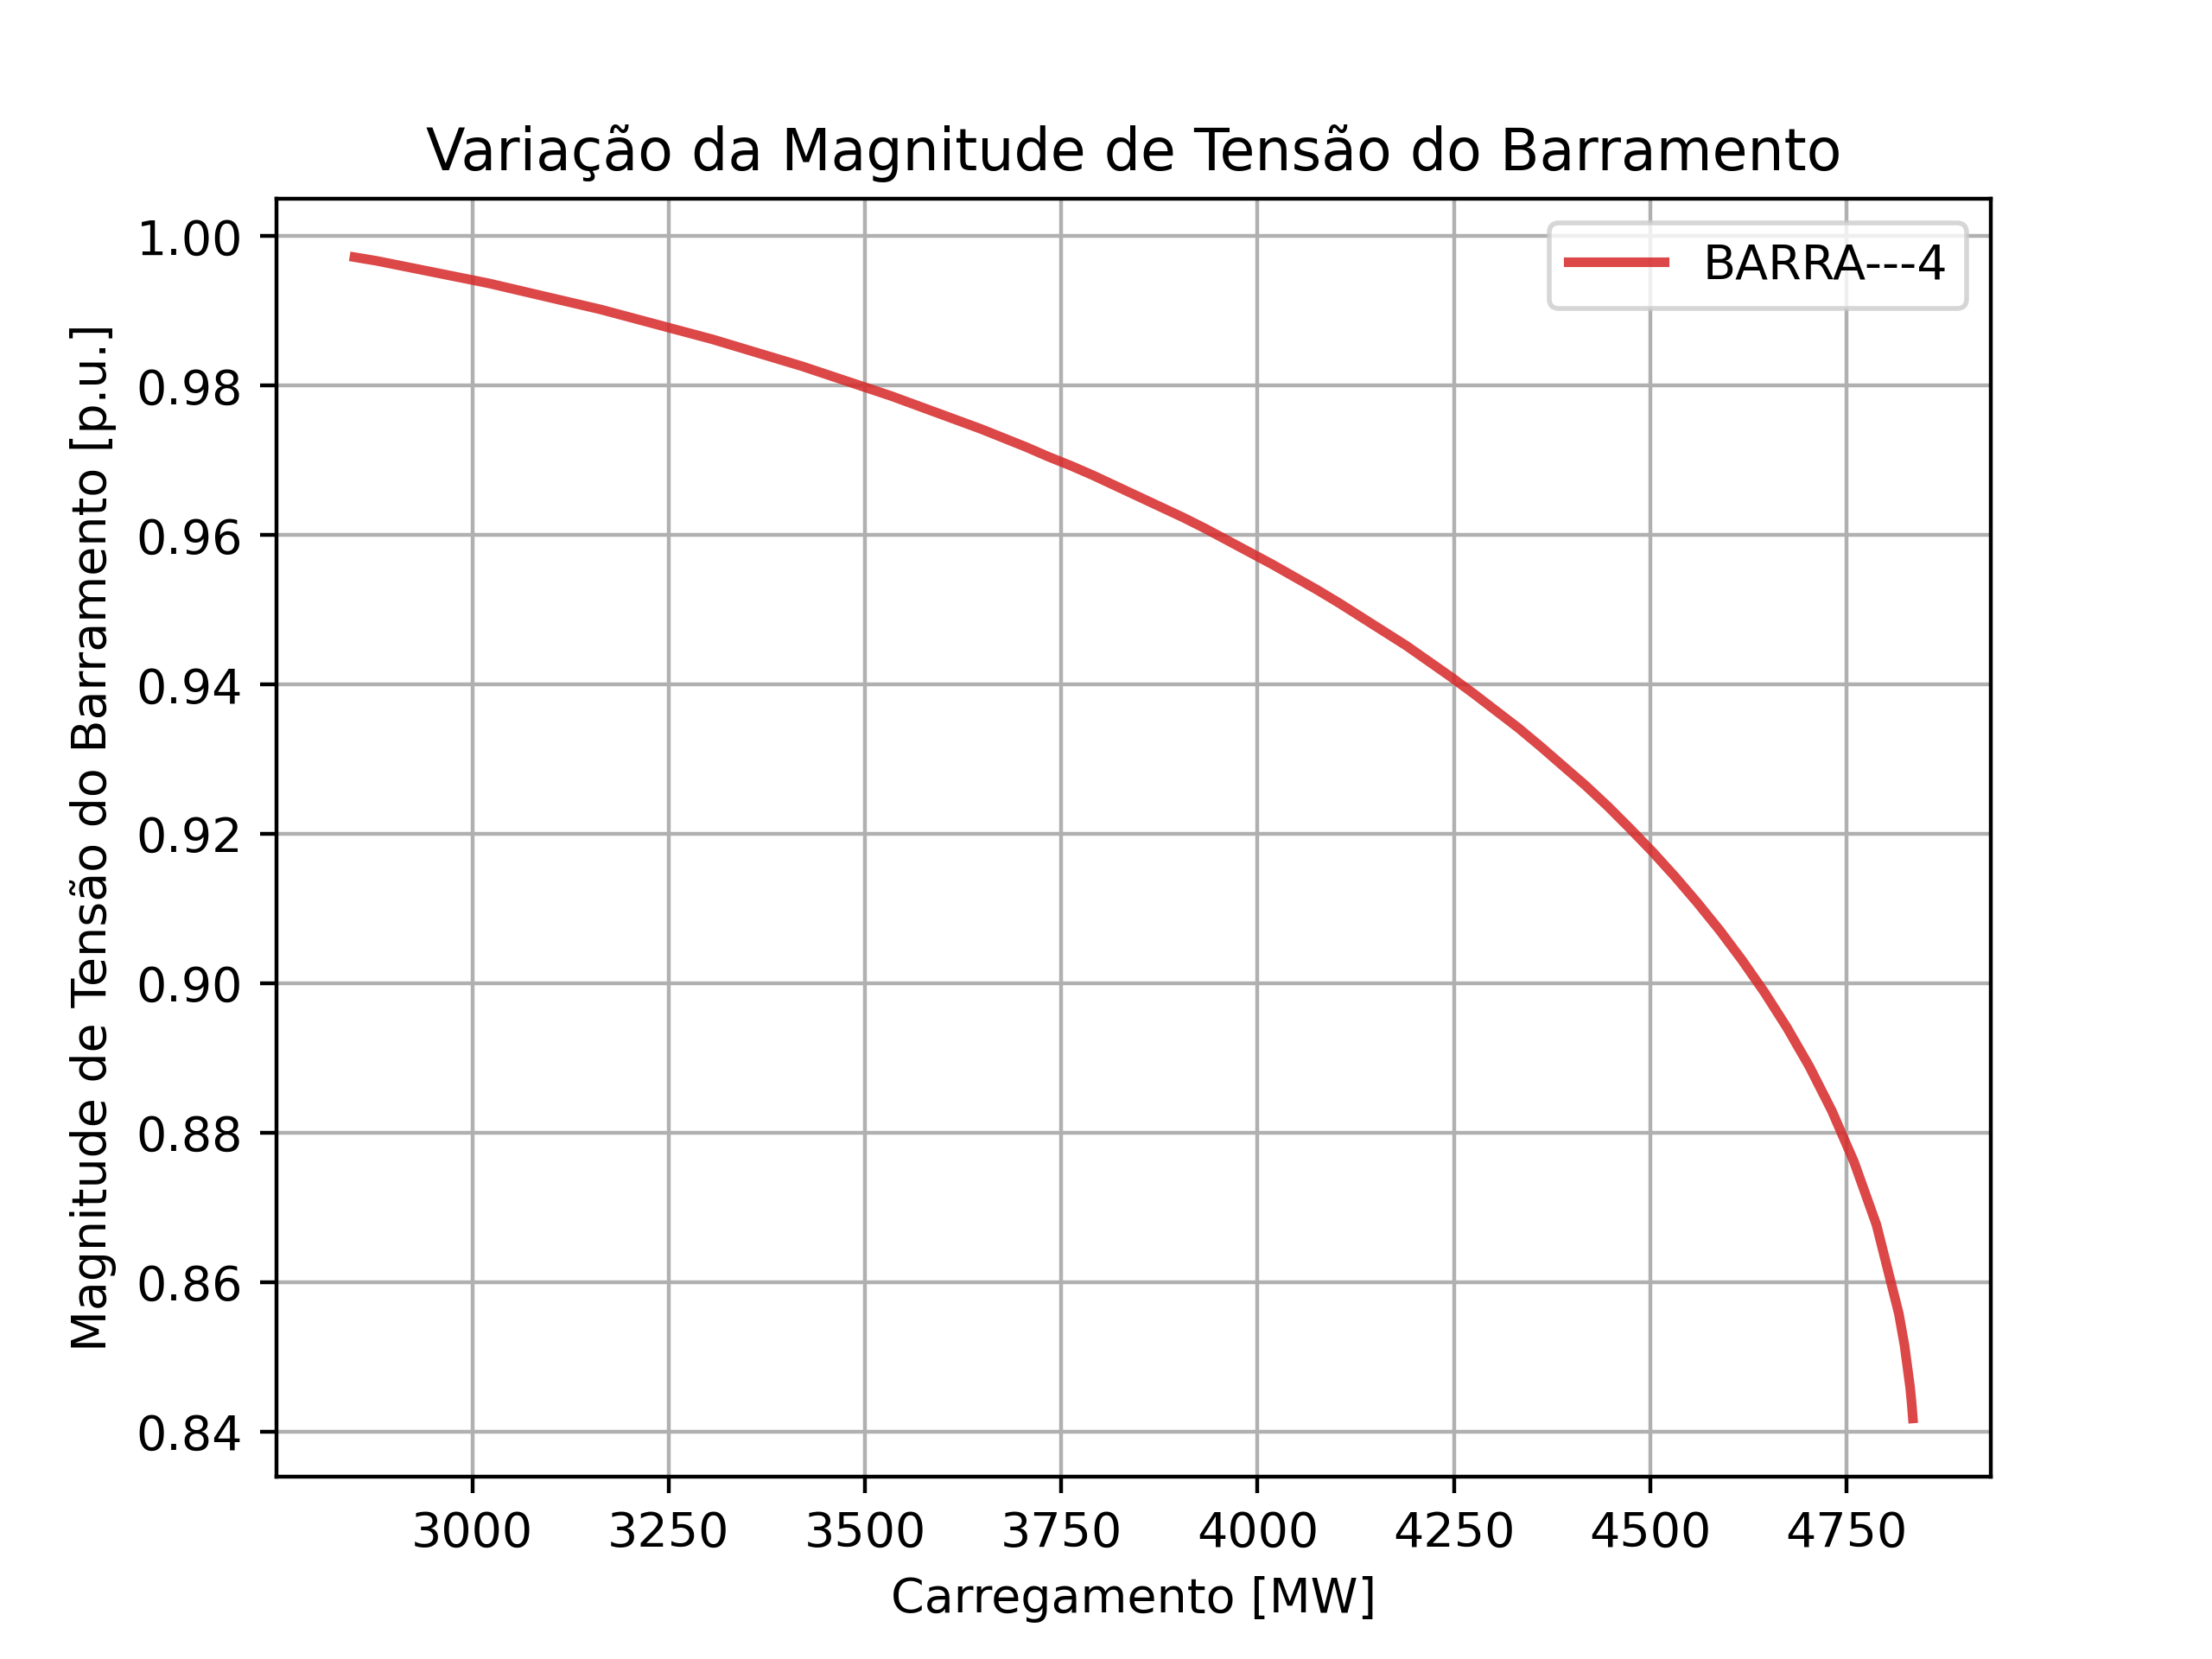 Variação da Magnitude de Tensão do Barramento
BARRA---4
Magnitude de Tensão do Barramento [p.u.]
1.00
0.98
0.96
0.94
0.92
0.90
0.88
0.86
0.84
3000 3250 3500 3750 4000 4250 4500 4750
Carregamento [MW]